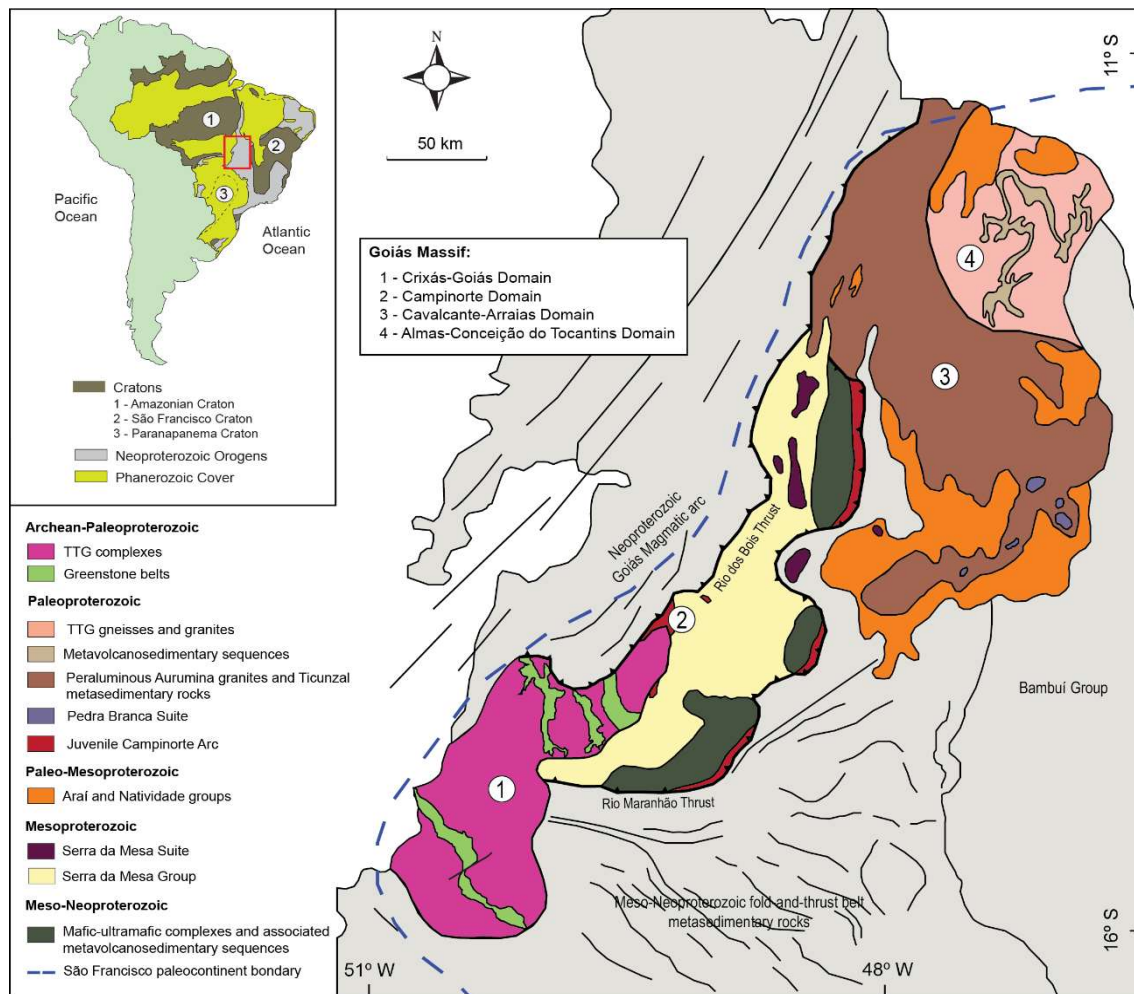 Pacific
Ocean
Atlantic
Ocean
1
2
3
Cratons
1 - Amazonian Craton
2 - São Francisco Craton
3 - Paranapanema Craton
Neoproterozoic Orogens
Phanerozoic Cover
N
50 km
11° S
Goiás Massif:
1 - Crixás-Goiás Domain
2 - Campinorte Domain
3 - Cavalcante-Arraias Domain
4 - Almas-Conceição do Tocantins Domain
4
3
Neoproterozoic
Goiás Magmatic arc
Rio dos Bois Thrust
2
Bambuí Group
1
Rio Maranhão Thrust
Meso-Neoproterozoic fold-and-thrust belt
metasedimentary rocks
16° S
51° W
48° W
Archean-Paleoproterozoic
TTG complexes
Greenstone belts
Paleoproterozoic
TTG gneisses and granites
Metavolcanosedimentary sequences
Peraluminous Aurumina granites and Ticunzal
metasedimentary rocks
Pedra Branca Suite
Juvenile Campinorte Arc
Paleo-Mesoproterozoic
Araí and Natividade groups
Mesoproterozoic
Serra da Mesa Suite
Serra da Mesa Group
Meso-Neoproterozoic
Mafic-ultramafic complexes and associated
metavolcanosedimentary sequences
São Francisco paleocontinent bondary